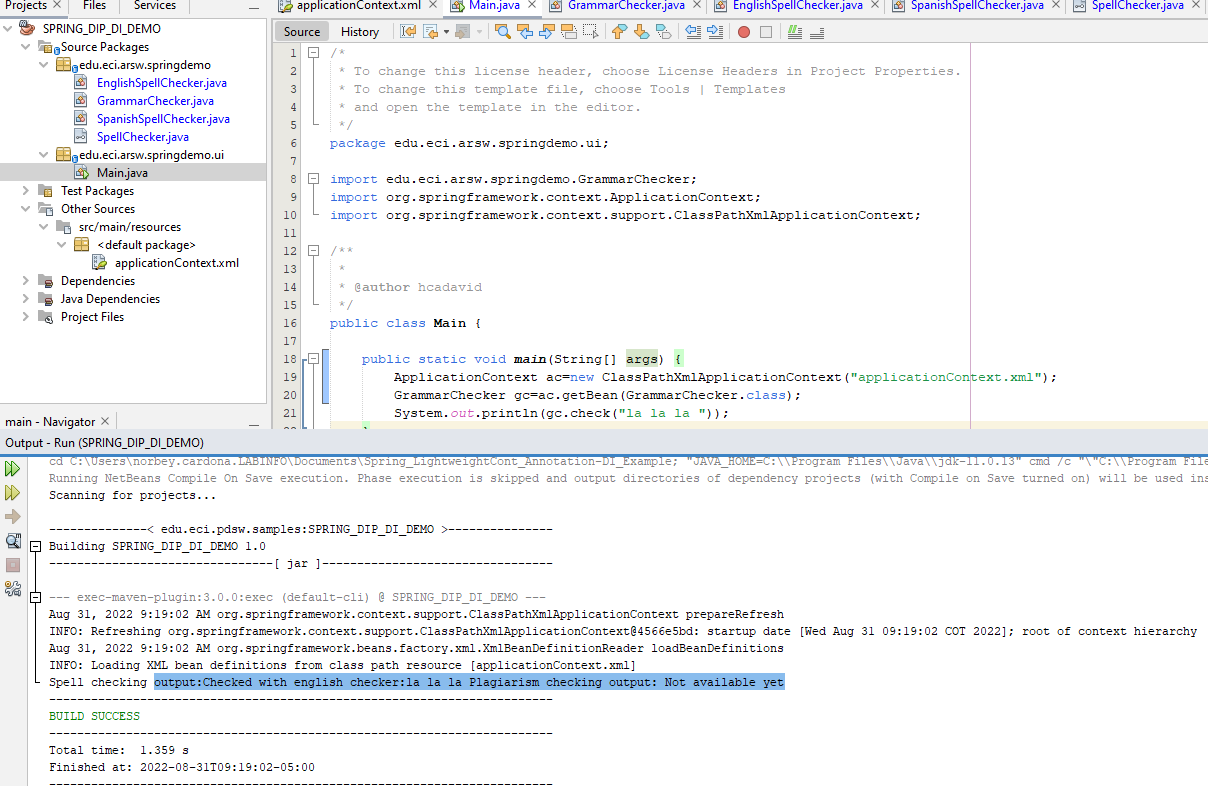 Projects × Files Services
SPRING_DIP_DI_DEMO
Source Packages
edu.eci.arsw.springdemo
EnglishSpellChecker.java
GrammarChecker.java
SpanishSpellChecker.java
SpellChecker.java
edu.eci.arsw.springdemo.ui
Main.java
Test Packages
Other Sources
src/main/resources
<default package>
applicationContext.xml
Dependencies
Java Dependencies
Project Files
main - Navigator ×
applicationContext.xml × Main.java × GrammarChecker.java × EnglishSpellChecker.java × SpanishSpellChecker.java × SpellChecker.java ×
Source History
1 /*
2 * To change this license header, choose License Headers in Project Properties.
3 * To change this template file, choose Tools | Templates
4 * and open the template in the editor.
5 */
6 package edu.eci.arsw.springdemo.ui;
7
8 import edu.eci.arsw.springdemo.GrammarChecker;
9 import org.springframework.context.ApplicationContext;
10 import org.springframework.context.support.ClassPathXmlApplicationContext;
11
12 /**
13 *
14 * @author hcadavid
15 */
16 public class Main {
17
18 public static void main(String[] args) {
19 ApplicationContext ac=new ClassPathXmlApplicationContext("applicationContext.xml");
20 GrammarChecker gc=ac.getBean(GrammarChecker.class);
21 System.out.println(gc.check("la la la "));
Output - Run (SPRING_DIP_DI_DEMO)
cd C:\Users\norbey.cardona.LABINFO\Documents\Spring_LightweightCont_Annotation-DI_Example; "JAVA_HOME=C:\\Program Files\\Java\\jdk-11.0.13" cmd /c "\"C:\\Program File
Running NetBeans Compile On Save execution. Phase execution is skipped and output directories of dependency projects (with Compile on Save turned on) will be used ins
Scanning for projects...
--------------< edu.eci.pdsw.samples:SPRING_DIP_DI_DEMO >---------------
Building SPRING_DIP_DI_DEMO 1.0
--------------------------------[ jar ]---------------------------------
--- exec-maven-plugin:3.0.0:exec (default-cli) @ SPRING_DIP_DI_DEMO ---
Aug 31, 2022 9:19:02 AM org.springframework.context.support.ClassPathXmlApplicationContext prepareRefresh
INFO: Refreshing org.springframework.context.support.ClassPathXmlApplicationContext@4566e5bd: startup date [Wed Aug 31 09:19:02 COT 2022]; root of context hierarchy
Aug 31, 2022 9:19:02 AM org.springframework.beans.factory.xml.XmlBeanDefinitionReader loadBeanDefinitions
INFO: Loading XML bean definitions from class path resource [applicationContext.xml]
Spell checking output:Checked with english checker:la la la Plagiarism checking output: Not available yet
------------------------------------------------------------------------
BUILD SUCCESS
------------------------------------------------------------------------
Total time:  1.359 s
Finished at: 2022-08-31T09:19:02-05:00
------------------------------------------------------------------------